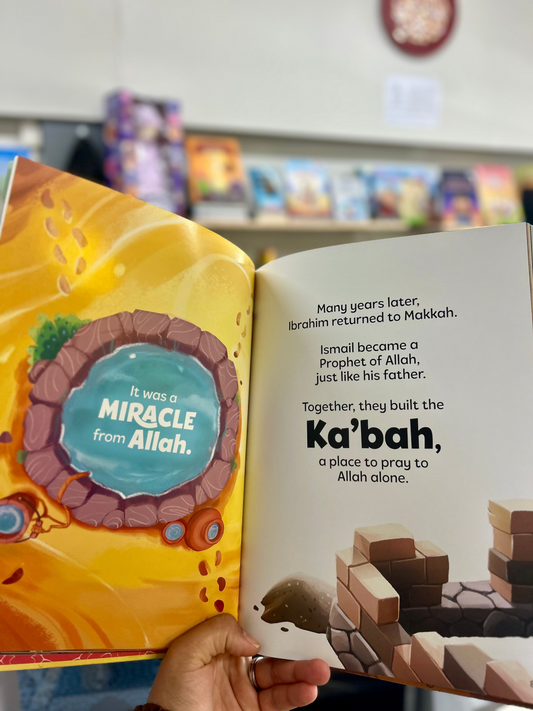 It was a
MIRACLE
from Allah.
Many years later,
Ibrahim returned to Makkah.
Ismail became a
Prophet of Allah,
just like his father.
Together, they built the
Ka'bah,
a place to pray to
Allah alone.